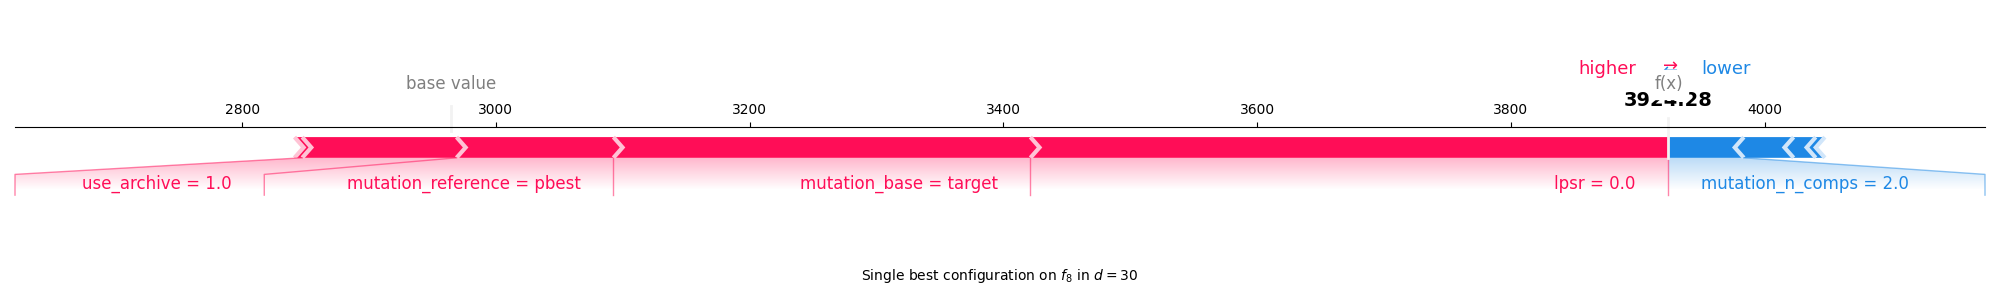 higher ⇄ lower
base value f(x)
3924.28
2800 3000 3200 3400 3600 3800 4000
use_archive = 1.0 mutation_reference = pbest mutation_base = target lpsr = 0.0 mutation_n_comps = 2.0
Single best configuration on f₈ in d = 30